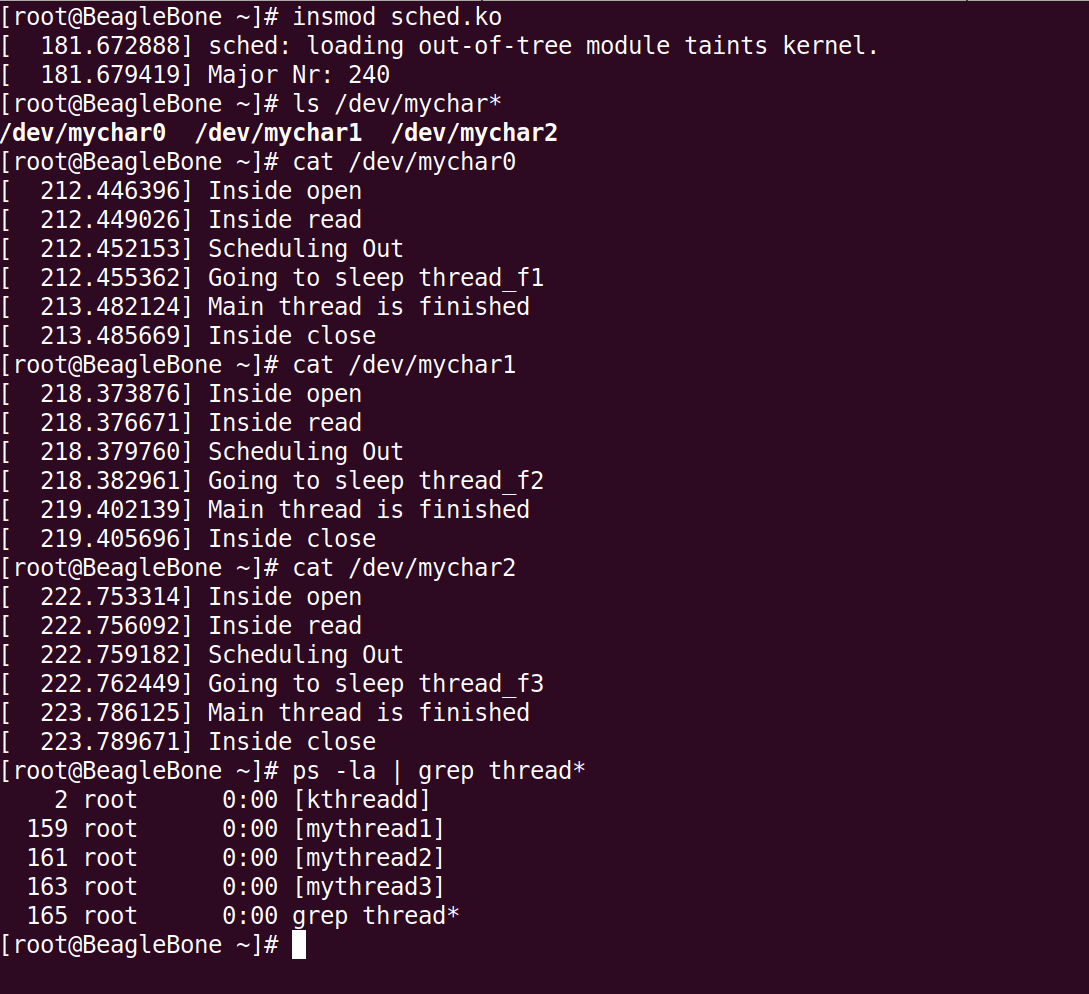 [root@BeagleBone ~]# insmod sched.ko
[  181.672888] sched: loading out-of-tree module taints kernel.
[  181.679419] Major Nr: 240
[root@BeagleBone ~]# ls /dev/mychar*
/dev/mychar0  /dev/mychar1  /dev/mychar2
[root@BeagleBone ~]# cat /dev/mychar0
[  212.446396] Inside open
[  212.449026] Inside read
[  212.452153] Scheduling Out
[  212.455362] Going to sleep thread_f1
[  213.482124] Main thread is finished
[  213.485669] Inside close
[root@BeagleBone ~]# cat /dev/mychar1
[  218.373876] Inside open
[  218.376671] Inside read
[  218.379760] Scheduling Out
[  218.382961] Going to sleep thread_f2
[  219.402139] Main thread is finished
[  219.405696] Inside close
[root@BeagleBone ~]# cat /dev/mychar2
[  222.753314] Inside open
[  222.756092] Inside read
[  222.759182] Scheduling Out
[  222.762449] Going to sleep thread_f3
[  223.786125] Main thread is finished
[  223.789671] Inside close
[root@BeagleBone ~]# ps -la | grep thread*
    2 root      0:00 [kthreadd]
  159 root      0:00 [mythread1]
  161 root      0:00 [mythread2]
  163 root      0:00 [mythread3]
  165 root      0:00 grep thread*
[root@BeagleBone ~]#